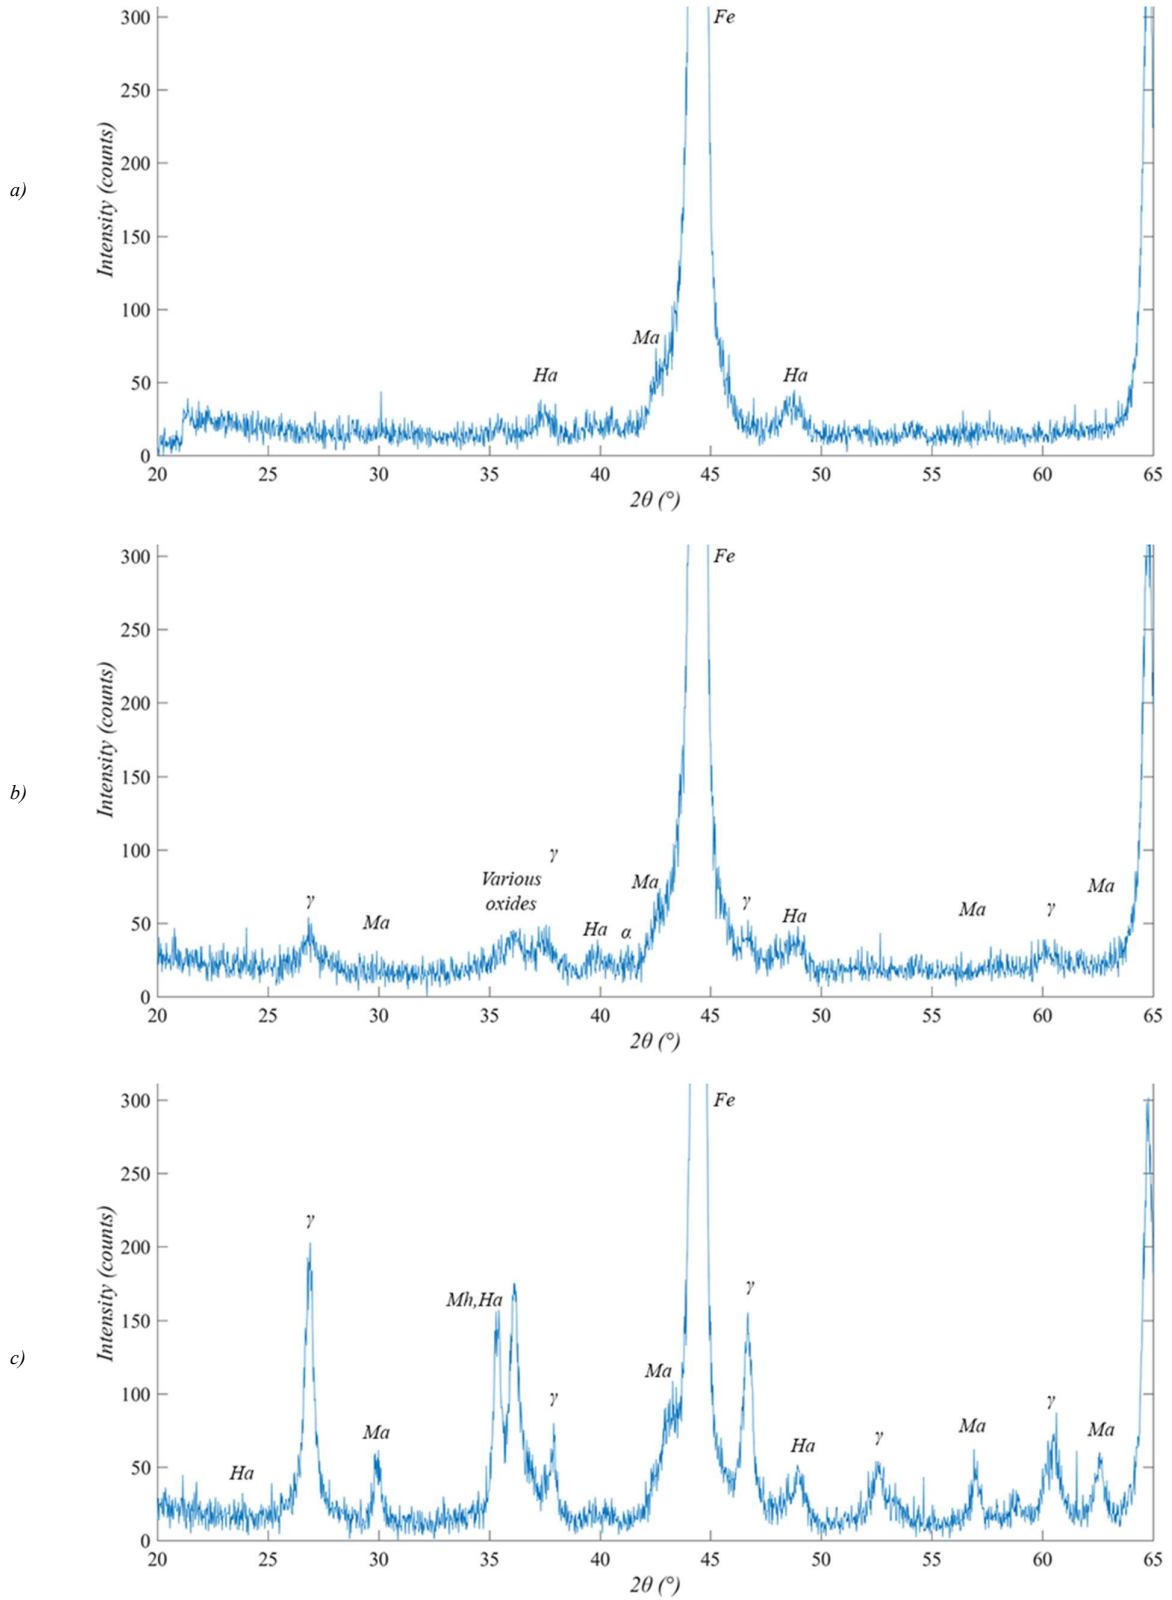 a)
Intensity (counts)
300
250
200
150
100
50
0
Fe
Ma
Ha
Ha
20 25 30 35 40 45 50 55 60 65
2θ (°)
b)
Intensity (counts)
300
250
200
150
100
50
0
Fe
γ
Various
oxides
γ
Ma
Ha
α
Ma
γ
Ha
Ma
γ
Ma
20 25 30 35 40 45 50 55 60 65
2θ (°)
c)
Intensity (counts)
300
250
200
150
100
50
0
Fe
γ
Mh,Ha
γ
Ma
γ
Ha
Ma
Ha
γ
Ma
γ
Ma
20 25 30 35 40 45 50 55 60 65
2θ (°)